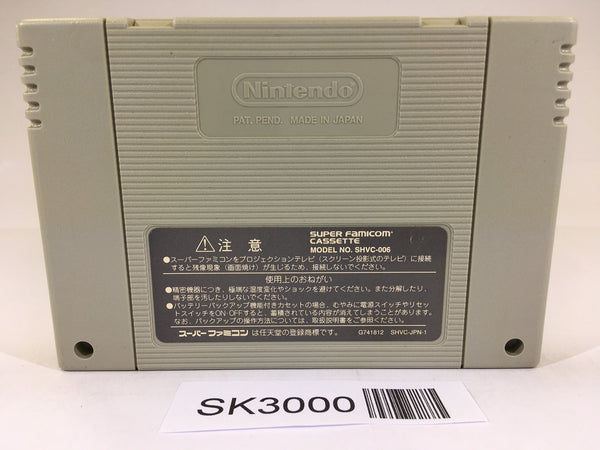 Nintendo
PAT. PEND. MADE IN JAPAN
⚠注意
SUPER FAMICOM
CASSETTE
MODEL NO. SHVC-006
●スーパーファミコンをプロジェクションテレビ(スクリーン投影式のテレビ)に接続
すると残像現象(画面焼け)が生じるため、接続しないでください。
使用上のおねがい
●精密機器につき、極端な温度変化やショックを避けてください。また分解したり、
端子部を汚したりしないでください。
●バッテリーバックアップ機能付きカセットの場合、むやみに電源スイッチやリセッ
トスイッチをON・OFFすると、蓄積されている内容が消えてしまうことがあります。
なお、バックアップの操作方法については、取扱説明書をご参照ください。
スーパーファミコン は任天堂の登録商標です。 G741812 SHVC-JPN-1
SK3000